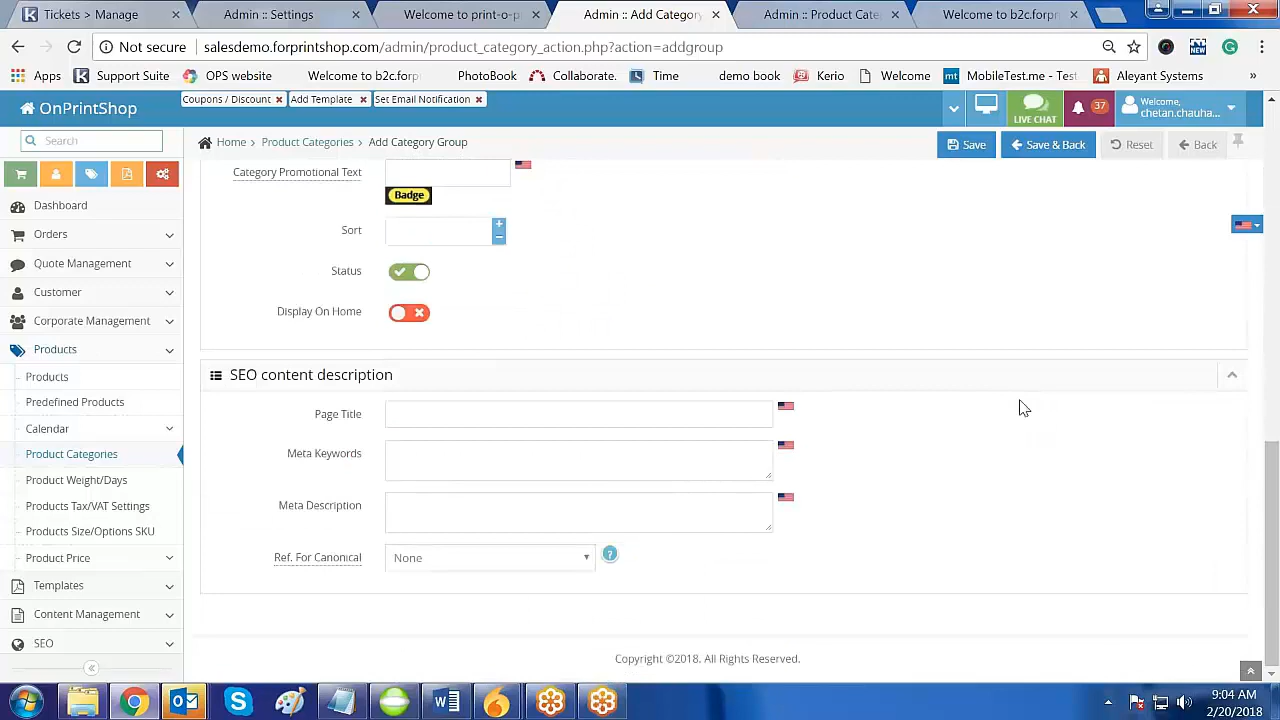 Tickets > Manage
Admin :: Settings
Welcome to print.forp
Admin :: Add Categor
Admin :: Product Cate
Welcome to b2c.forpr
Not secure salesdemo.forprintshop.com/admin/product_category_action.php?action=addgroup
Apps Support Suite OPS website Welcome to b2c.forp PhotoBook Collaborate. Time demo book Kerio Welcome MobileTest.me - Test Aleyant Systems »
OnPrintShop
Coupons / Discount × Add Template × Set Email Notification ×
LIVE CHAT
37
Welcome,
chetan.chauha...
Search
Home > Product Categories > Add Category Group
Save
Save & Back
Reset
Back
Dashboard
Orders
Quote Management
Customer
Corporate Management
Products
Products
Predefined Products
Calendar
Product Categories
Product Weight/Days
Products Tax/VAT Settings
Products Size/Options SKU
Product Price
Templates
Content Management
SEO
Category Promotional Text
Badge
Sort
Status
Display On Home
SEO content description
Page Title
Meta Keywords
Meta Description
Ref. For Canonical
None
?
Copyright ©2018. All Rights Reserved.
9:04 AM
2/20/2018